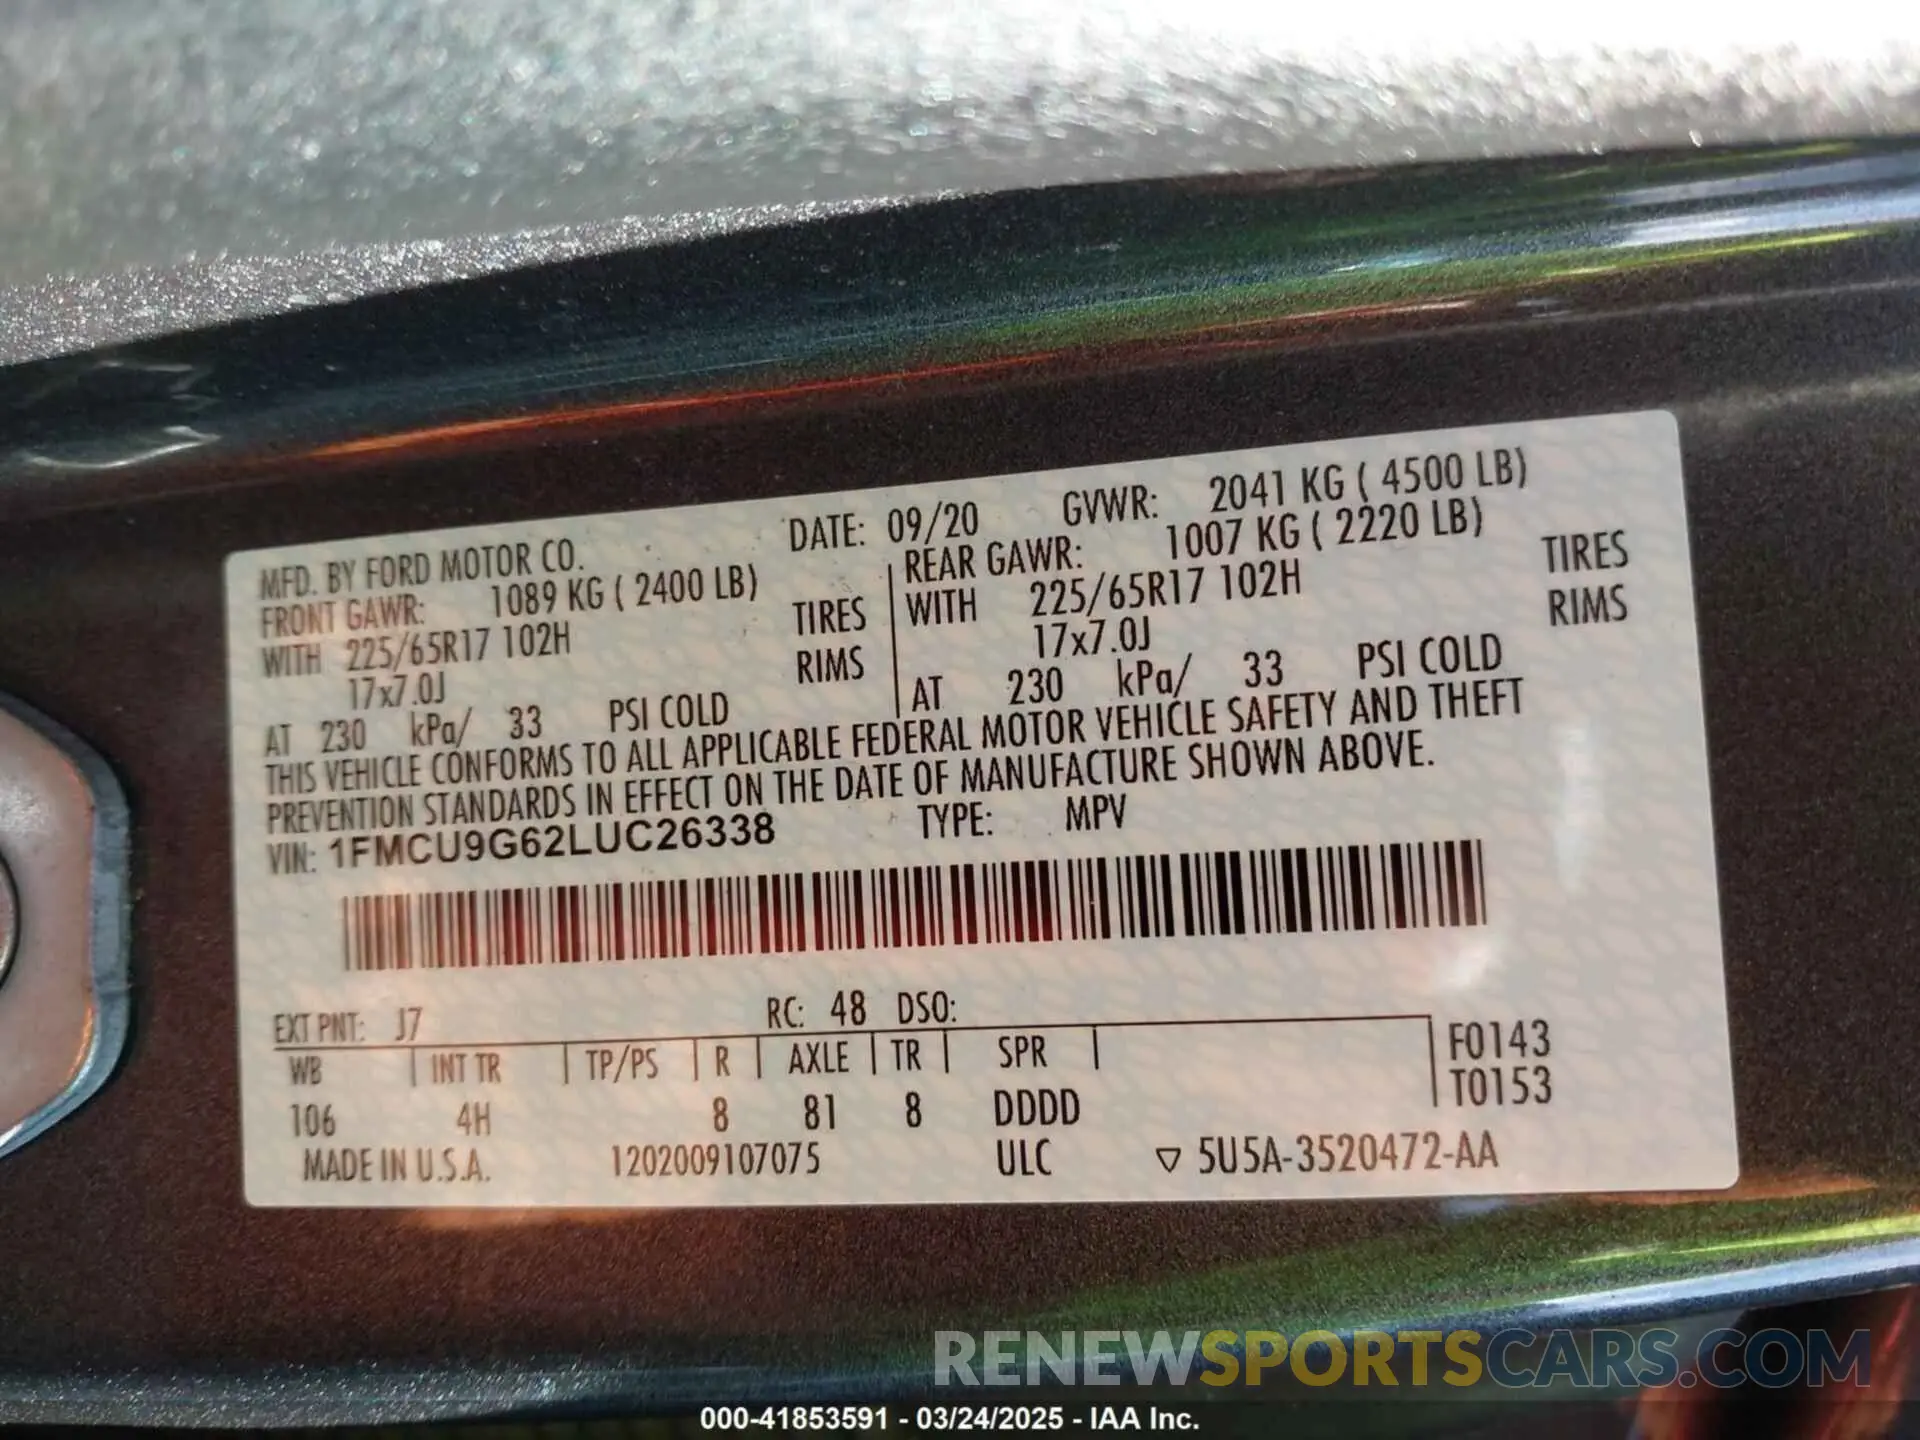 MFD. BY FORD MOTOR CO. DATE: 09/20 GVWR: 2041 KG ( 4500 LB)
FRONT GAWR: 1089 KG ( 2400 LB) REAR GAWR: 1007 KG ( 2220 LB)
WITH 225/65R17 102H TIRES WITH 225/65R17 102H TIRES
17x7.0J RIMS 17x7.0J RIMS
AT 230 kPa/ 33 PSI COLD AT 230 kPa/ 33 PSI COLD
THIS VEHICLE CONFORMS TO ALL APPLICABLE FEDERAL MOTOR VEHICLE SAFETY AND THEFT
PREVENTION STANDARDS IN EFFECT ON THE DATE OF MANUFACTURE SHOWN ABOVE.
VIN: 1FMCU9G62LUC26338 TYPE: MPV
EXT PNT: J7 RC: 48 DSO:
WB INT TR TP/PS R AXLE TR SPR F0143
T0153
106 4H 8 81 8 DDDD
MADE IN U.S.A. 1202009107075 ULC ▽ 5U5A-3520472-AA
RENEWSPORTSCARS.COM
000-41853591 - 03/24/2025 - IAA Inc.